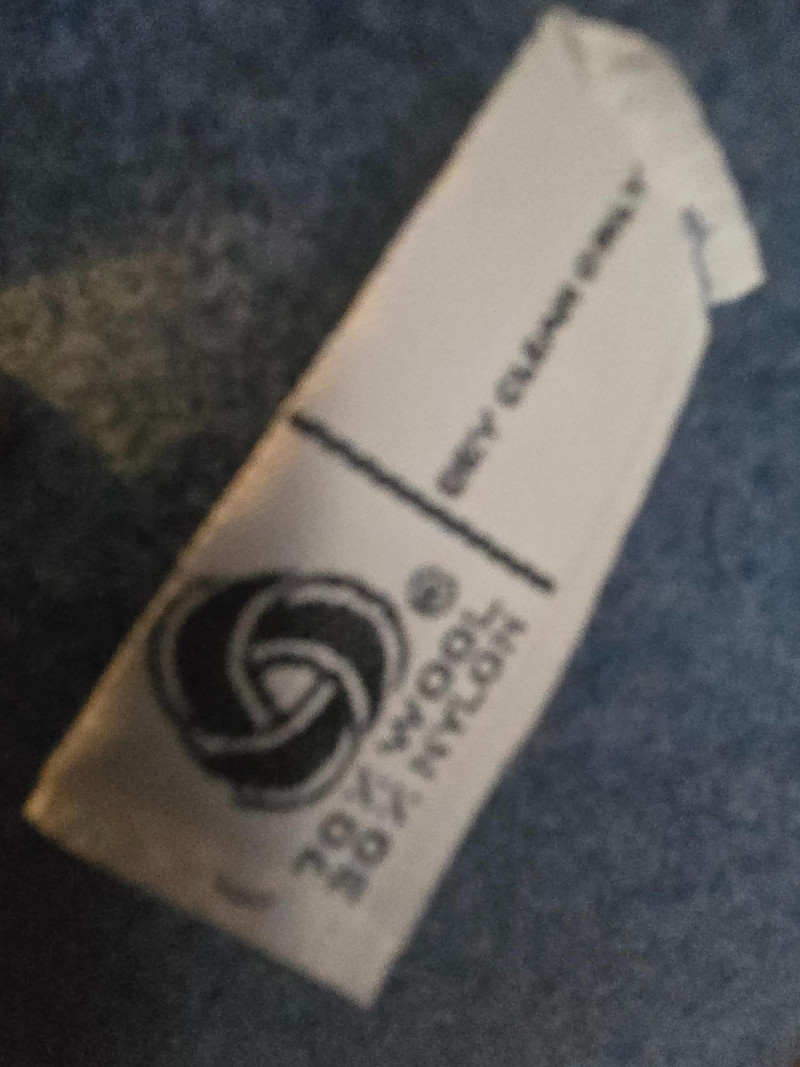 DRY CLEAN ONLY
®
70% WOOL
30% NYLON